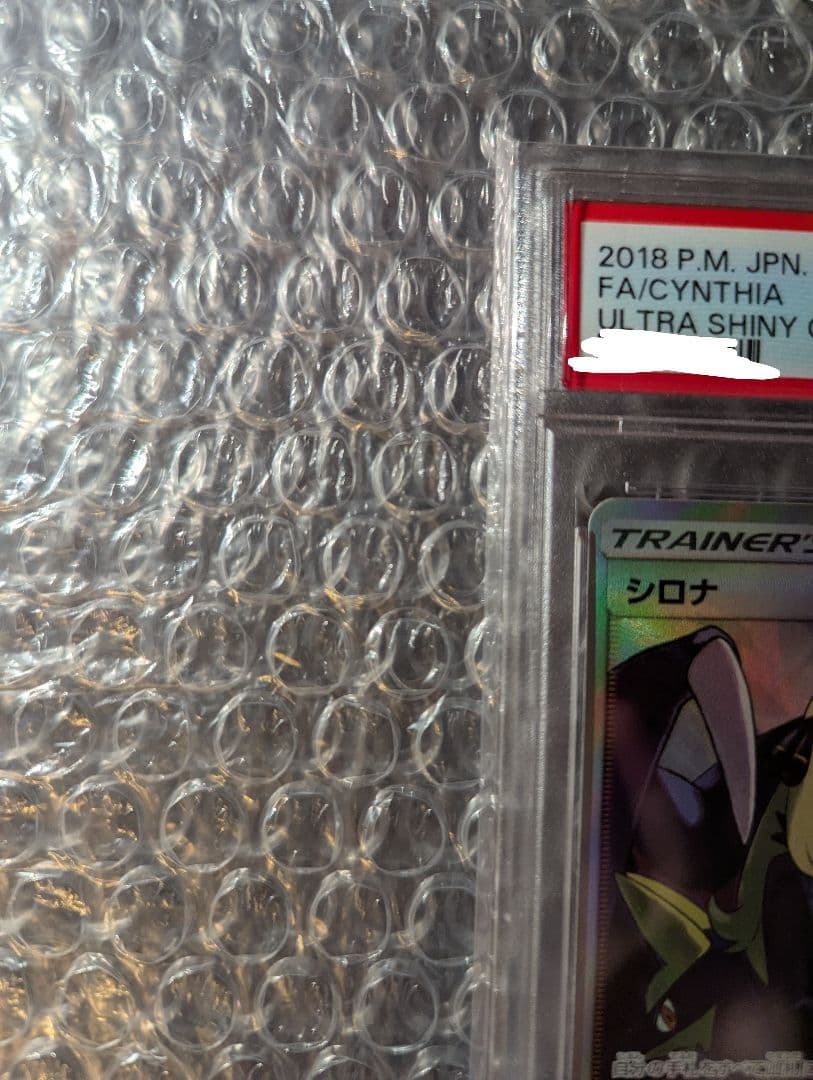 2018 P.M. JPN.
FA/CYNTHIA
ULTRA SHINY
TRAINER'S
シロナ